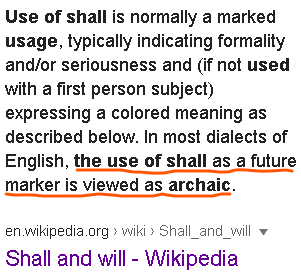 Use of shall is normally a marked
usage, typically indicating formality
and/or seriousness and (if not used
with a first person subject)
expressing a colored meaning as
described below. In most dialects of
English, the use of shall as a future
marker is viewed as archaic.
en.wikipedia.org › wiki › Shall_and_will ▼
Shall and will - Wikipedia